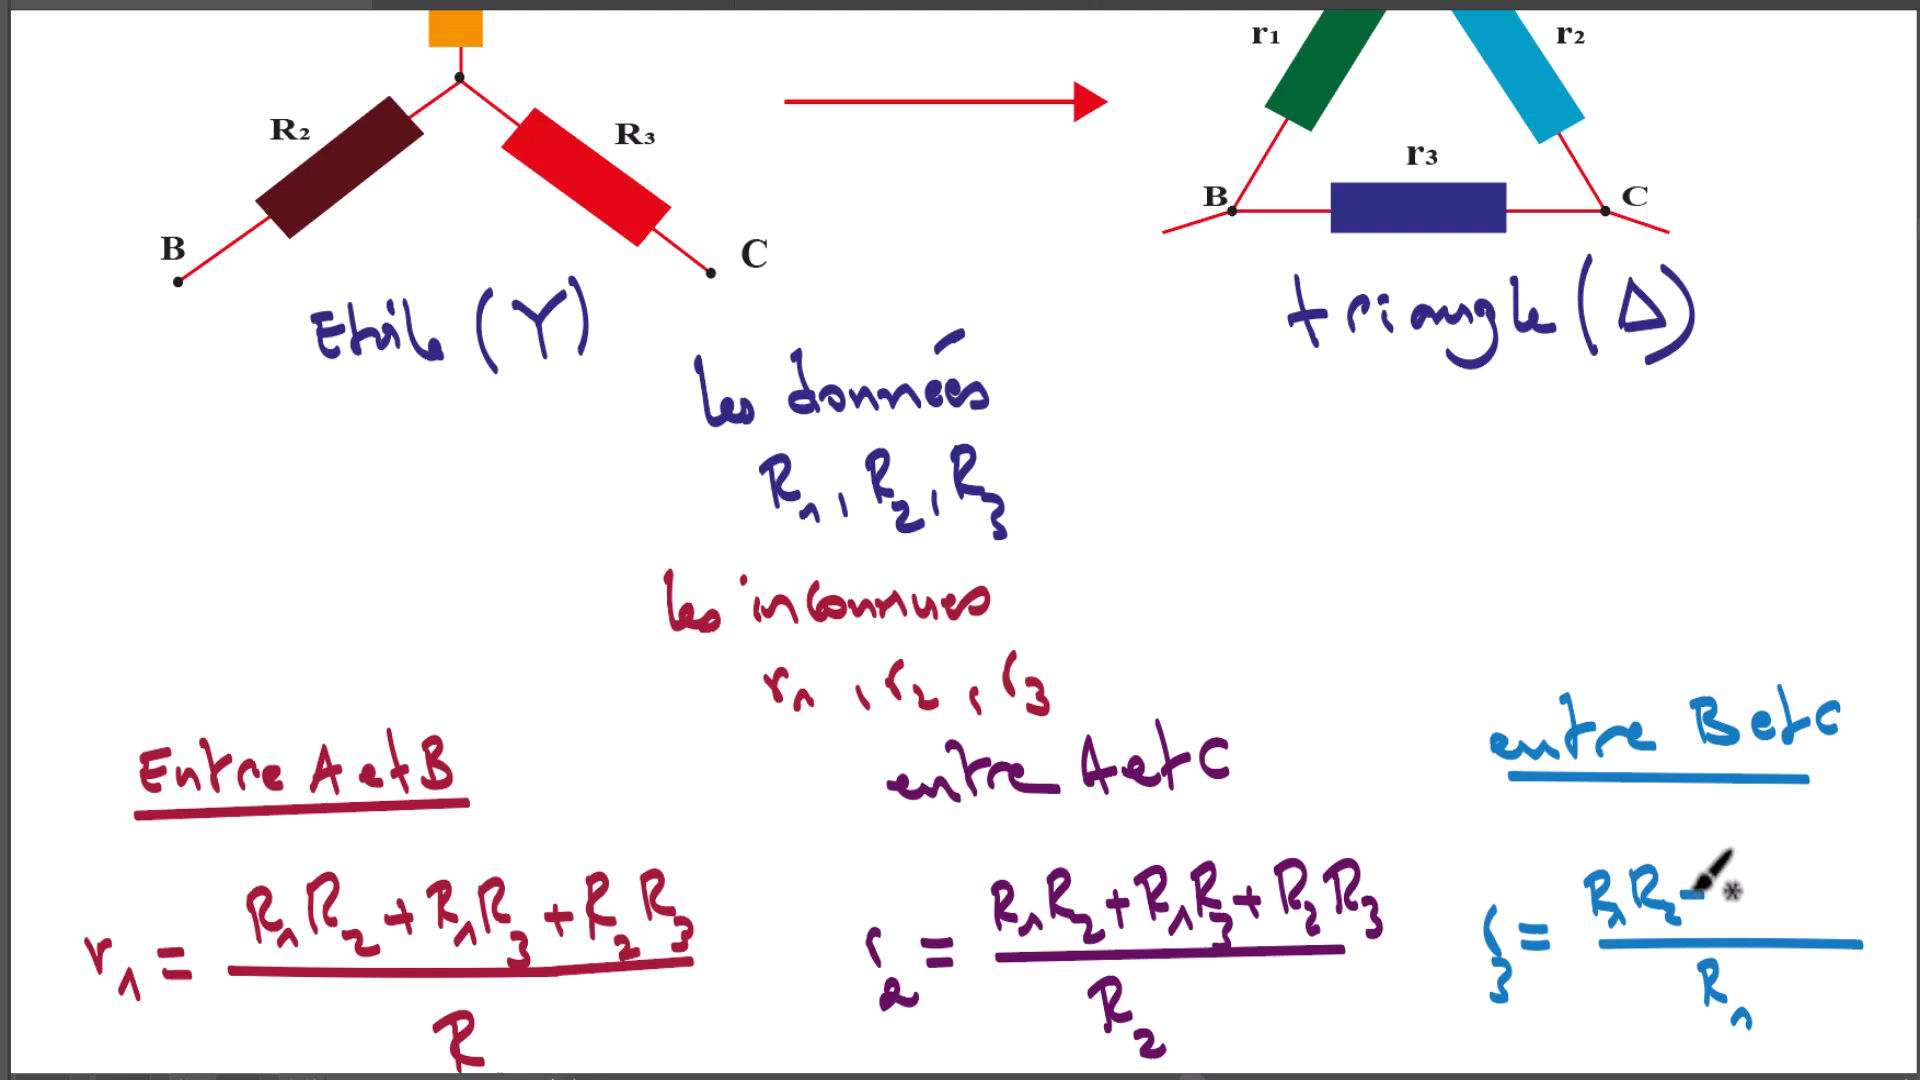 r₁ r₂
R₂ R₃ r₃
B C B C
Etoile (Y) triangle (Δ)
les données
R₁, R₂, R₃
les inconnues
r₁, r₂, r₃
Entre A et B entre A et C entre B et C
r₁ = (R₁R₂ + R₁R₃ + R₂R₃) / R r₂ = (R₁R₂ + R₁R₃ + R₂R₃) / R₂ r₃ = (R₁R₂ - / R₁